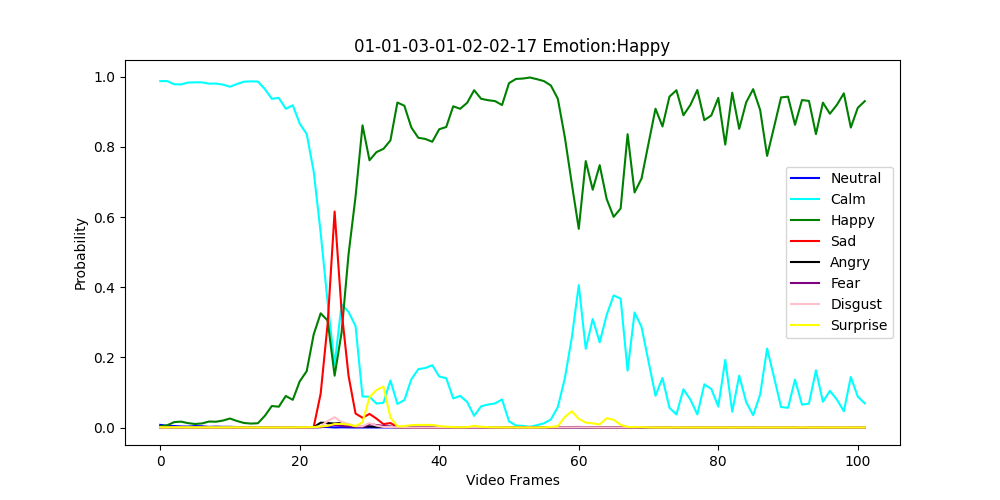 01-01-03-01-02-02-17 Emotion:Happy
Probability
1.0
0.8
0.6
0.4
0.2
0.0
0
20
40
60
80
100
Video Frames
Neutral
Calm
Happy
Sad
Angry
Fear
Disgust
Surprise